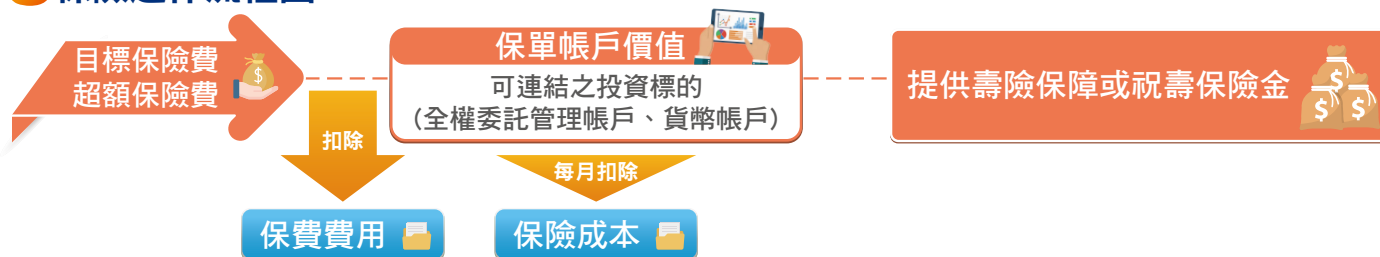 目標保險費
超額保險費
扣除
保費費用
保單帳戶價值
可連結之投資標的
(全權委託管理帳戶、貨幣帳戶)
每月扣除
保險成本
提供壽險保障或祝壽保險金